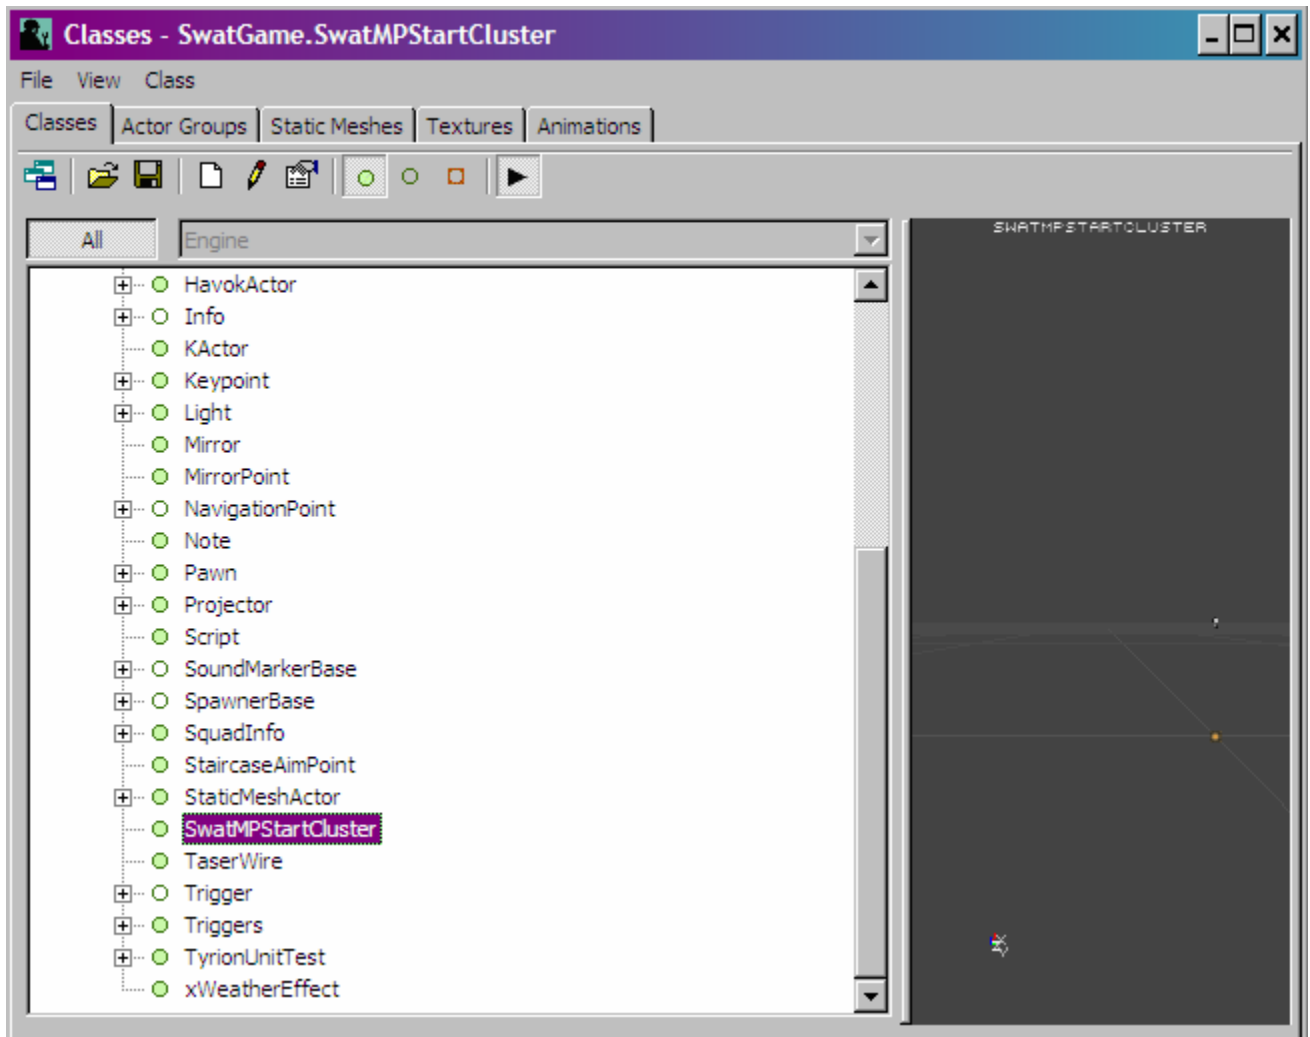 Classes - SwatGame.SwatMPStartCluster
File View Class
Classes Actor Groups Static Meshes Textures Animations
All Engine
SWATMPSTARTCLUSTER
HavokActor
Info
KActor
Keypoint
Light
Mirror
MirrorPoint
NavigationPoint
Note
Pawn
Projector
Script
SoundMarkerBase
SpawnerBase
SquadInfo
StaircaseAimPoint
StaticMeshActor
SwatMPStartCluster
TaserWire
Trigger
Triggers
TyrionUnitTest
xWeatherEffect